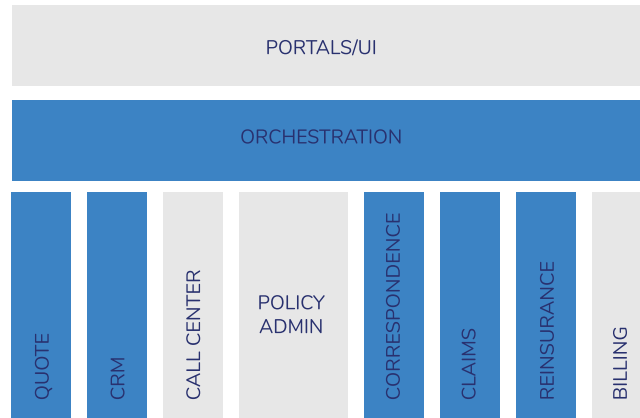 PORTALS/UI
ORCHESTRATION
QUOTE
CRM
CALL CENTER
POLICY
ADMIN
CORRESPONDENCE
CLAIMS
REINSURANCE
BILLING